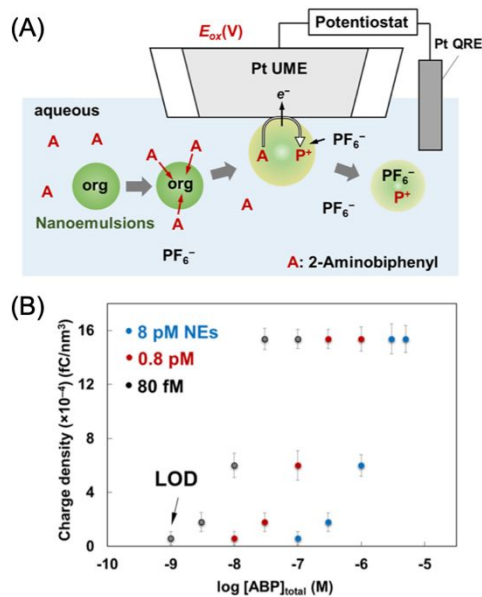 (A)
Potentiostat
E_ox(V)
Pt QRE
Pt UME
aqueous
e⁻
A A A A A P⁺ PF₆⁻
org org PF₆⁻
P⁺
A A A PF₆⁻
Nanoemulsions
PF₆⁻
A: 2-Aminobiphenyl
(B)
Charge density (×10⁻⁴) (fC/nm³)
16
12
8
4
0
8 pM NEs
0.8 pM
80 fM
LOD
-10 -9 -8 -7 -6 -5
log [ABP]total (M)